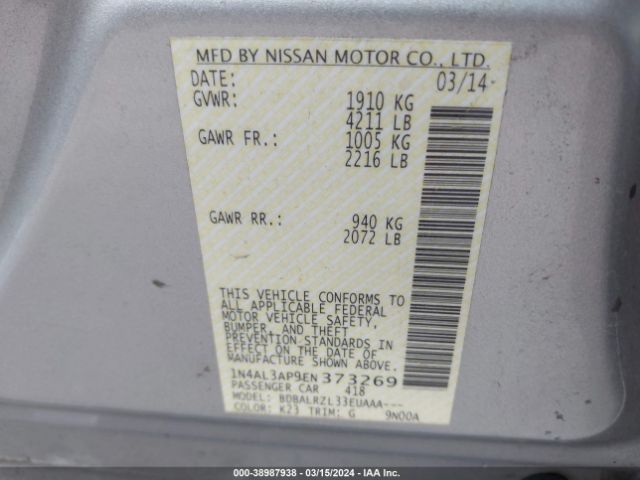 MFD BY NISSAN MOTOR CO., LTD.
DATE: 03/14
GVWR: 1910 KG
4211 LB
GAWR FR.: 1005 KG
2216 LB
GAWR RR.: 940 KG
2072 LB
THIS VEHICLE CONFORMS TO
ALL APPLICABLE FEDERAL
MOTOR VEHICLE SAFETY,
BUMPER, AND THEFT
PREVENTION STANDARDS IN
EFFECT ON THE DATE OF
MANUFACTURE SHOWN ABOVE.
1N4AL3AP9EN 373269
PASSENGER CAR 418
MODEL: BDBALRZL33EUAAA---
COLOR: K23 TRIM: G 9N00A
000-38987938 - 03/15/2024 - IAA Inc.